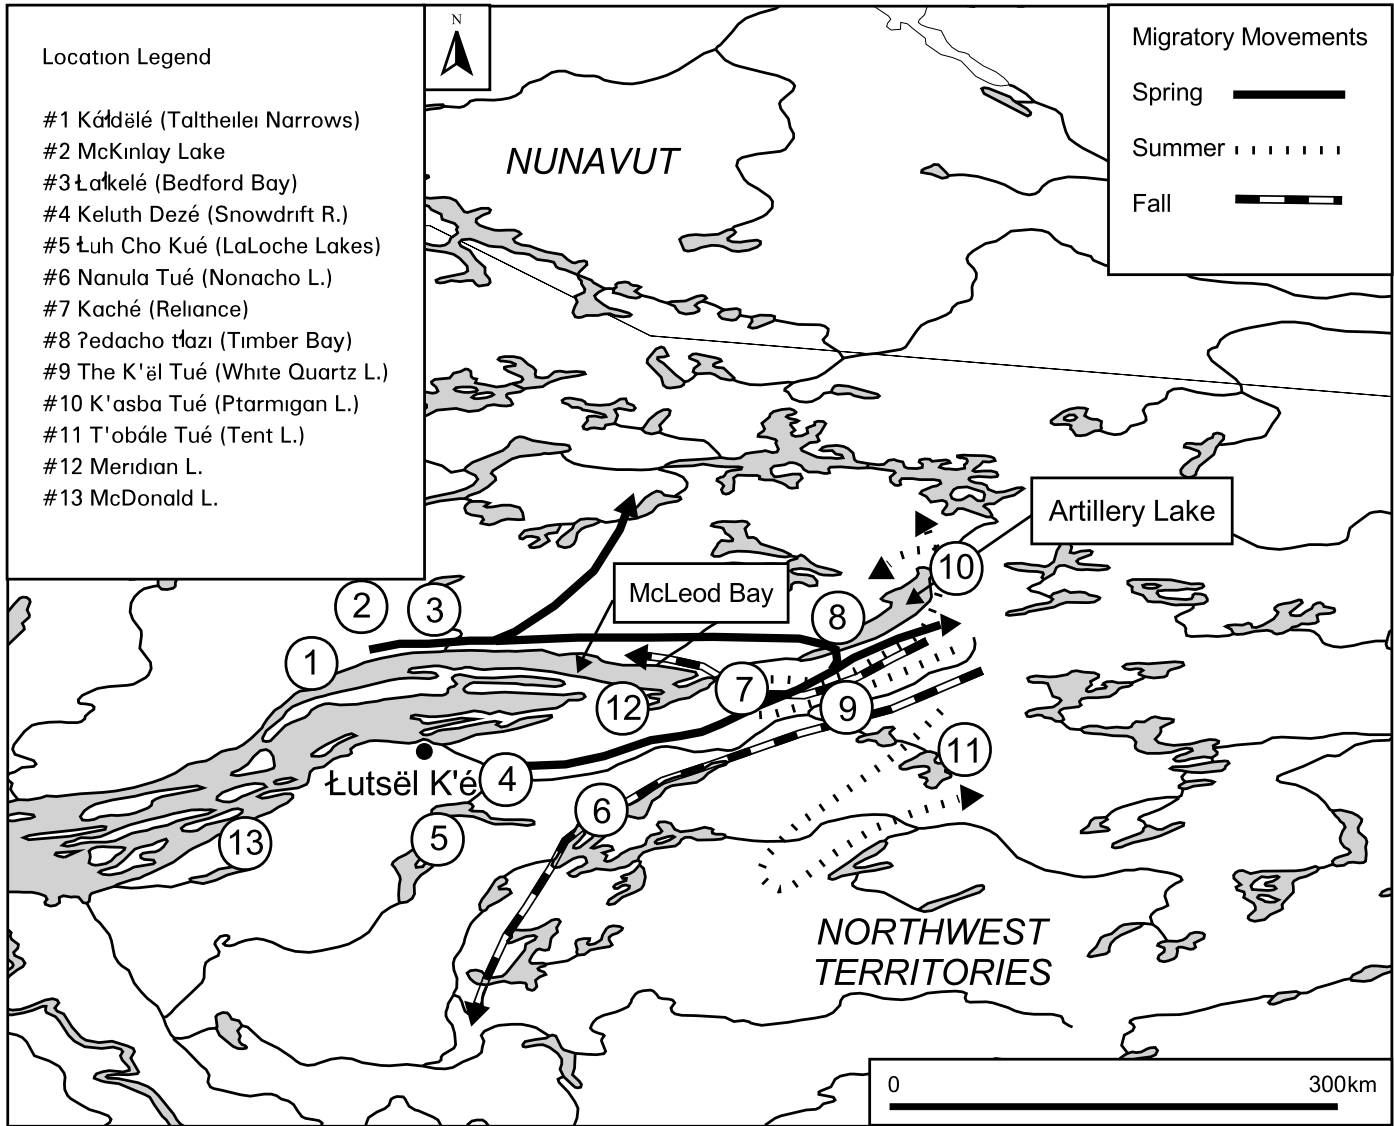 Location Legend
#1 Káłdëlé (Taltheilei Narrows)
#2 McKinlay Lake
#3 Łałkelé (Bedford Bay)
#4 Keluth Dezé (Snowdrift R.)
#5 Łuh Cho Kué (LaLoche Lakes)
#6 Nanula Tué (Nonacho L.)
#7 Kaché (Reliance)
#8 ʔedacho tłazi (Timber Bay)
#9 The K'ël Tué (White Quartz L.)
#10 K'asba Tué (Ptarmigan L.)
#11 T'obále Tué (Tent L.)
#12 Meridian L.
#13 McDonald L.
N
Migratory Movements
Spring
Summer
Fall
NUNAVUT
Artillery Lake
10
McLeod Bay
2
3
8
1
7
12
9
11
Łutsël K'é
4
6
5
13
NORTHWEST
TERRITORIES
0
300km